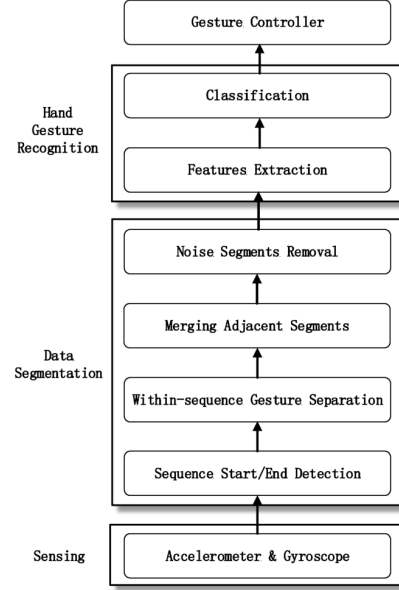 Gesture Controller
Classification
Hand
Gesture
Recognition
Features Extraction
Noise Segments Removal
Merging Adjacent Segments
Data
Segmentation
Within-sequence Gesture Separation
Sequence Start/End Detection
Sensing
Accelerometer & Gyroscope